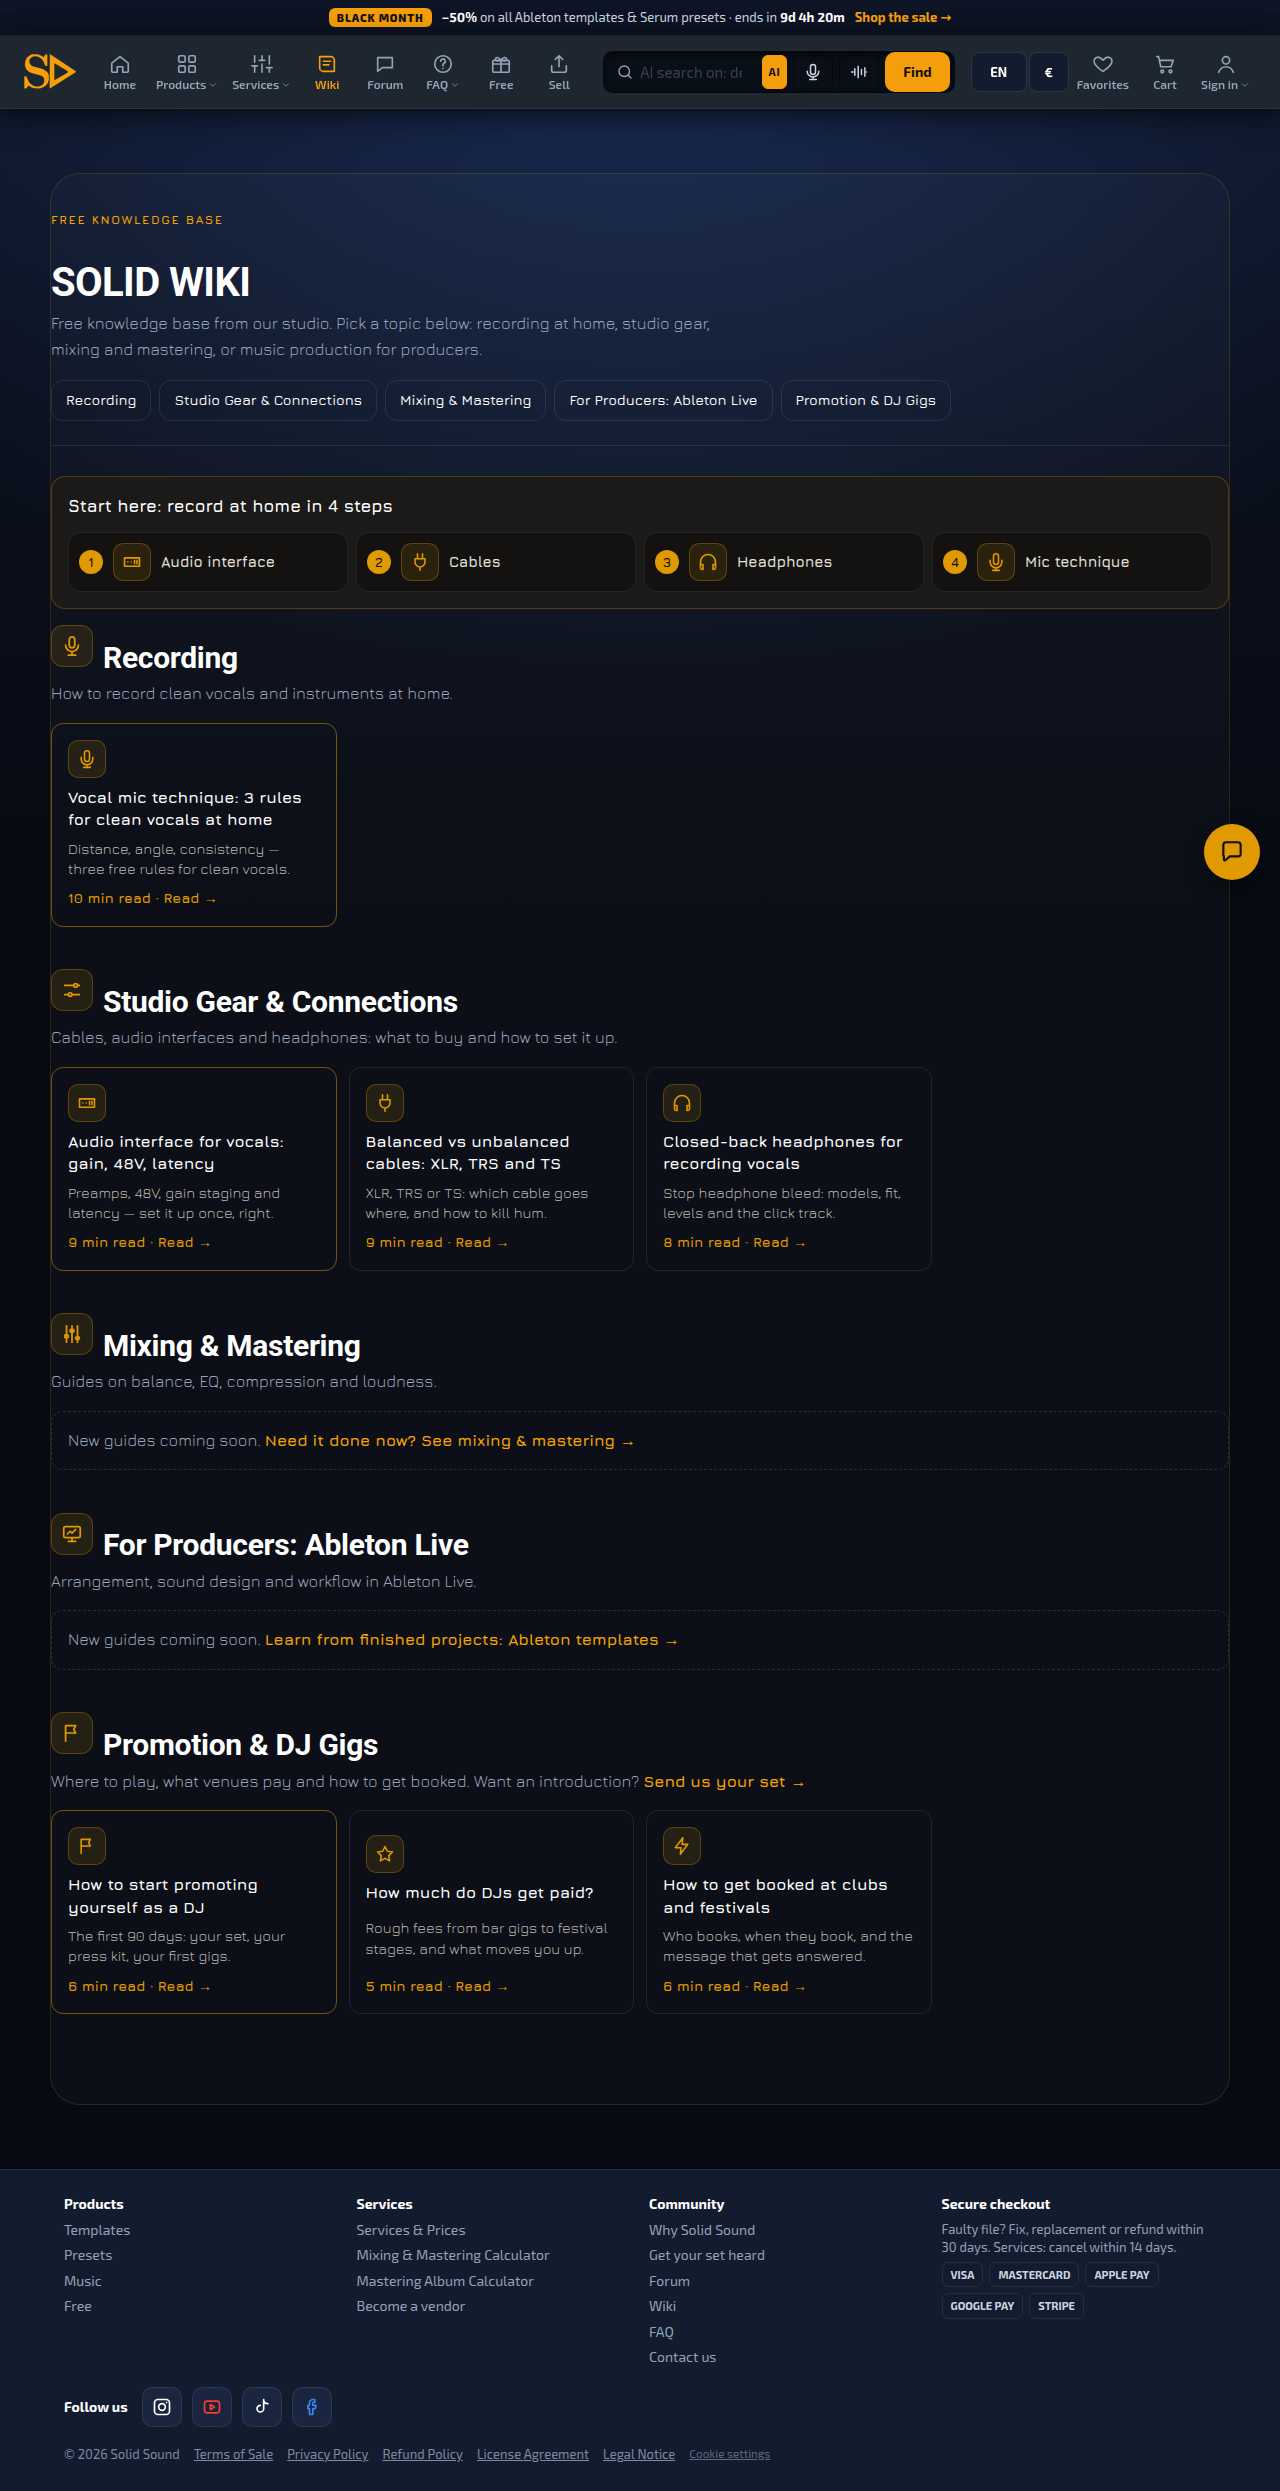 BLACK MONTH −50% on all Ableton templates & Serum presets · ends in 9d 4h 20m Shop the sale →
SD
Home Products Services Wiki Forum FAQ Free Sell
AI search on: AI Find EN € Favorites Cart Sign in
FREE KNOWLEDGE BASE
SOLID WIKI
Free knowledge base from our studio. Pick a topic below: recording at home, studio gear,
mixing and mastering, or music production for producers.
Recording Studio Gear & Connections Mixing & Mastering For Producers: Ableton Live Promotion & DJ Gigs
Start here: record at home in 4 steps
1 Audio interface 2 Cables 3 Headphones 4 Mic technique
Recording
How to record clean vocals and instruments at home.
Vocal mic technique: 3 rules
for clean vocals at home
Distance, angle, consistency —
three free rules for clean vocals.
10 min read · Read →
Studio Gear & Connections
Cables, audio interfaces and headphones: what to buy and how to set it up.
Audio interface for vocals:
gain, 48V, latency
Preamps, 48V, gain staging and
latency — set it up once, right.
9 min read · Read →
Balanced vs unbalanced
cables: XLR, TRS and TS
XLR, TRS or TS: which cable goes
where, and how to kill hum.
9 min read · Read →
Closed-back headphones for
recording vocals
Stop headphone bleed: models, fit,
levels and the click track.
8 min read · Read →
Mixing & Mastering
Guides on balance, EQ, compression and loudness.
New guides coming soon. Need it done now? See mixing & mastering →
For Producers: Ableton Live
Arrangement, sound design and workflow in Ableton Live.
New guides coming soon. Learn from finished projects: Ableton templates →
Promotion & DJ Gigs
Where to play, what venues pay and how to get booked. Want an introduction? Send us your set →
How to start promoting
yourself as a DJ
The first 90 days: your set, your
press kit, your first gigs.
6 min read · Read →
How much do DJs get paid?
Rough fees from bar gigs to festival
stages, and what moves you up.
5 min read · Read →
How to get booked at clubs
and festivals
Who books, when they book, and the
message that gets answered.
6 min read · Read →
Products
Templates
Presets
Music
Free
Services
Services & Prices
Mixing & Mastering Calculator
Mastering Album Calculator
Become a vendor
Community
Why Solid Sound
Get your set heard
Forum
Wiki
FAQ
Contact us
Secure checkout
Faulty file? Fix, replacement or refund within
30 days. Services: cancel within 14 days.
VISA MASTERCARD APPLE PAY
GOOGLE PAY STRIPE
Follow us
© 2026 Solid Sound Terms of Sale Privacy Policy Refund Policy License Agreement Legal Notice Cookie settings